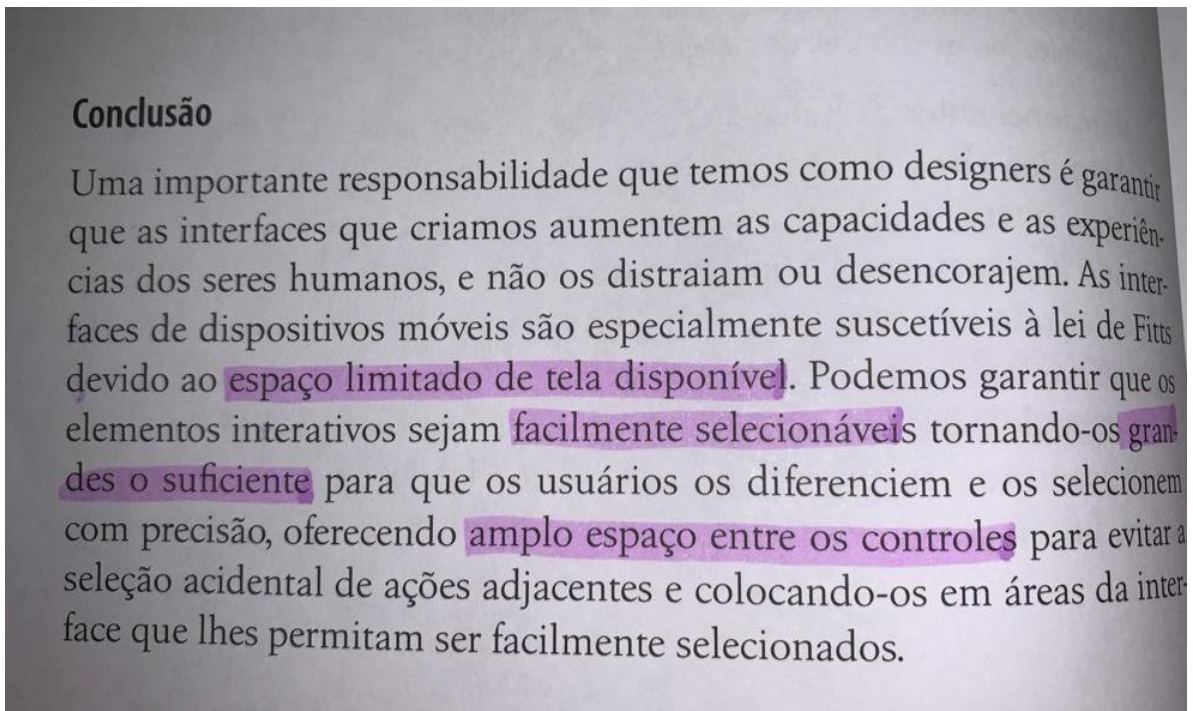 Conclusão
Uma importante responsabilidade que temos como designers é garantir
que as interfaces que criamos aumentem as capacidades e as experiên-
cias dos seres humanos, e não os distraiam ou desencorajem. As inter-
faces de dispositivos móveis são especialmente suscetíveis à lei de Fitts
devido ao espaço limitado de tela disponível. Podemos garantir que os
elementos interativos sejam facilmente selecionáveis tornando-os gran-
des o suficiente para que os usuários os diferenciem e os selecionem
com precisão, oferecendo amplo espaço entre os controles para evitar a
seleção acidental de ações adjacentes e colocando-os em áreas da inter-
face que lhes permitam ser facilmente selecionados.